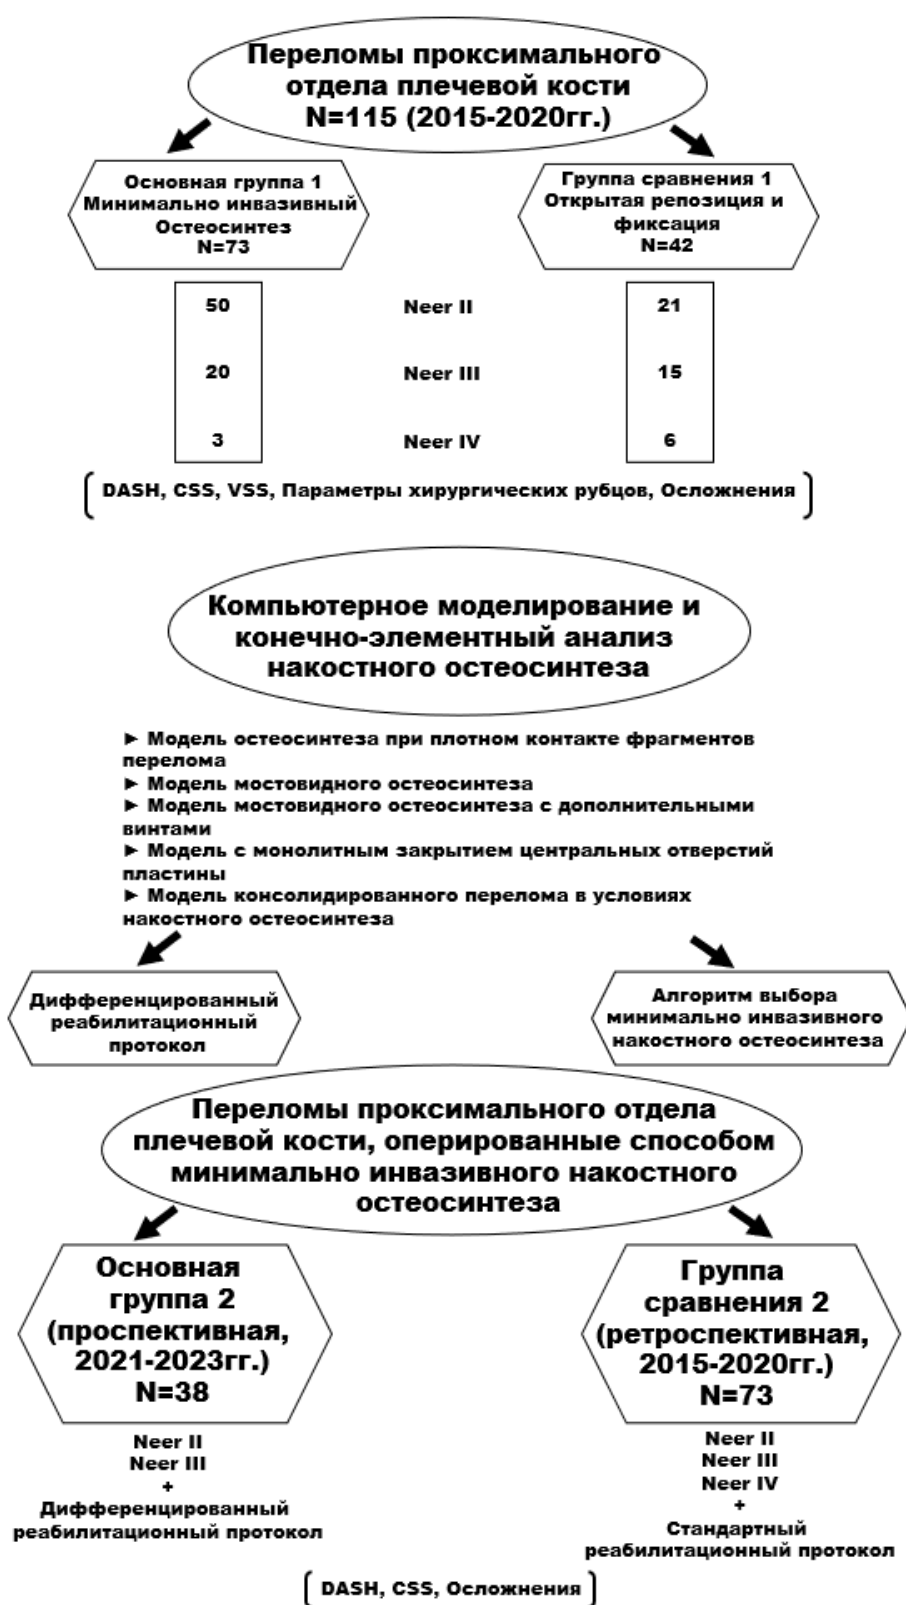 Переломы проксимального
отдела плечевой кости
N=115 (2015-2020гг.)
Основная группа 1
Минимально инвазивный
Остеосинтез
N=73
Группа сравнения 1
Открытая репозиция и
фиксация
N=42
50 Neer II 21
20 Neer III 15
3 Neer IV 6
DASH, CSS, VSS, Параметры хирургических рубцов, Осложнения
Компьютерное моделирование и
конечно-элементный анализ
накостного остеосинтеза
► Модель остеосинтеза при плотном контакте фрагментов
перелома
► Модель мостовидного остеосинтеза
► Модель мостовидного остеосинтеза с дополнительными
винтами
► Модель с монолитным закрытием центральных отверстий
пластины
► Модель консолидированного перелома в условиях
накостного остеосинтеза
Дифференцированный
реабилитационный
протокол
Алгоритм выбора
минимально инвазивного
накостного остеосинтеза
Переломы проксимального отдела
плечевой кости, оперированные способом
минимально инвазивного накостного
остеосинтеза
Основная
группа 2
(проспективная,
2021-2023гг.)
N=38
Группа
сравнения 2
(ретроспективная,
2015-2020гг.)
N=73
Neer II
Neer III
+
Дифференцированный
реабилитационный протокол
Neer II
Neer III
Neer IV
+
Стандартный
реабилитационный протокол
DASH, CSS, Осложнения